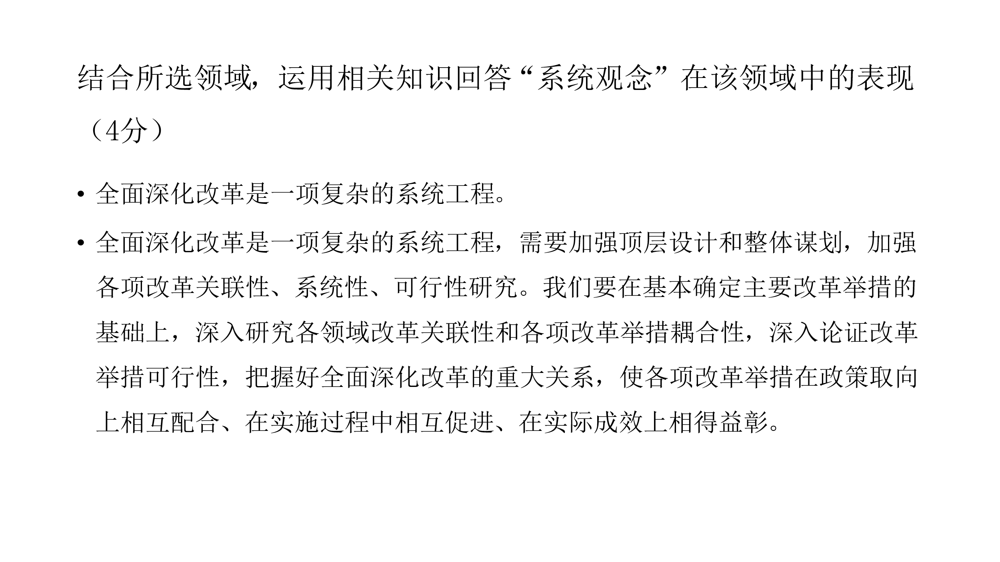 结合所选领域，运用相关知识回答“系统观念”在该领域中的表现
（4分）
• 全面深化改革是一项复杂的系统工程。
• 全面深化改革是一项复杂的系统工程，需要加强顶层设计和整体谋划，加强
各项改革关联性、系统性、可行性研究。我们要在基本确定主要改革举措的
基础上，深入研究各领域改革关联性和各项改革举措耦合性，深入论证改革
举措可行性，把握好全面深化改革的重大关系，使各项改革举措在政策取向
上相互配合、在实施过程中相互促进、在实际成效上相得益彰。